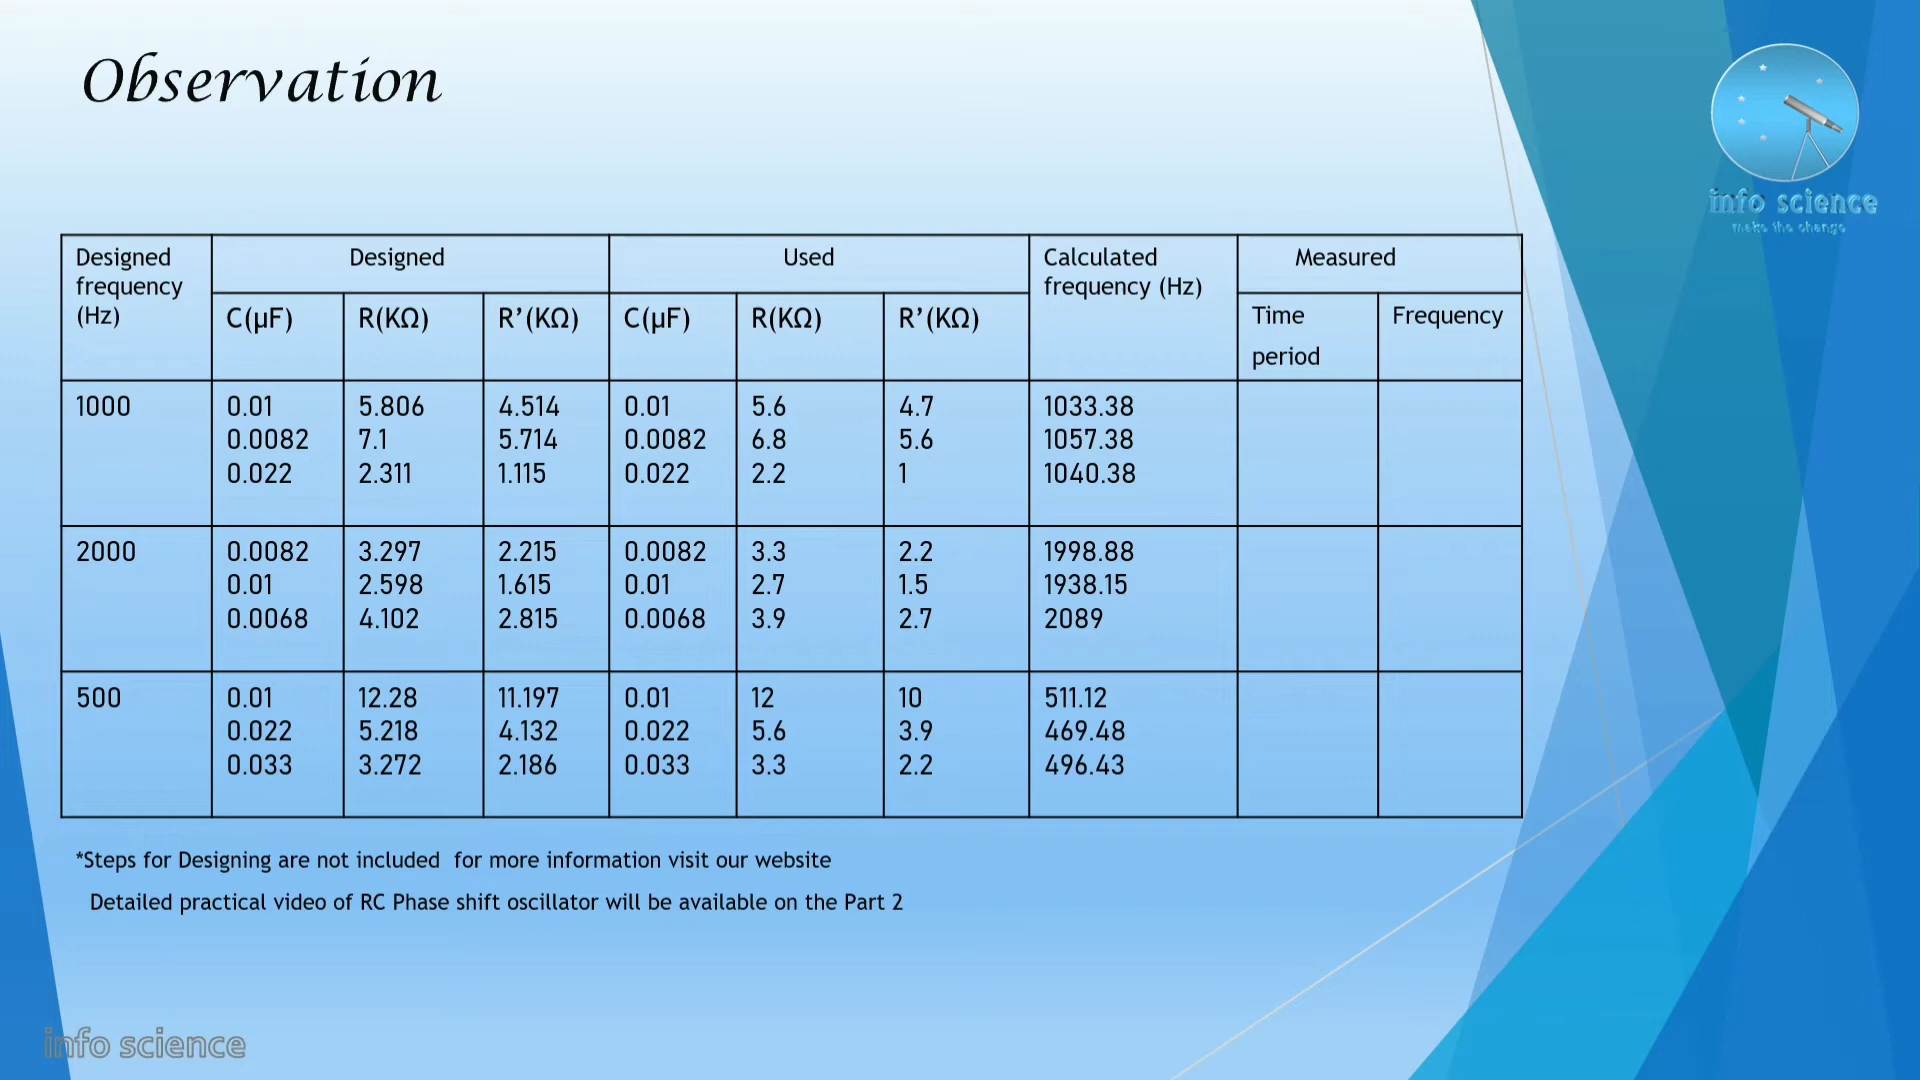 Observation
info science
make the change
Designed frequency (Hz) Designed Used Calculated frequency (Hz) Measured
C(µF) R(KΩ) R’(KΩ) C(µF) R(KΩ) R’(KΩ) Time period Frequency
1000 0.01 5.806 4.514 0.01 5.6 4.7 1033.38
0.0082 7.1 5.714 0.0082 6.8 5.6 1057.38
0.022 2.311 1.115 0.022 2.2 1 1040.38
2000 0.0082 3.297 2.215 0.0082 3.3 2.2 1998.88
0.01 2.598 1.615 0.01 2.7 1.5 1938.15
0.0068 4.102 2.815 0.0068 3.9 2.7 2089
500 0.01 12.28 11.197 0.01 12 10 511.12
0.022 5.218 4.132 0.022 5.6 3.9 469.48
0.033 3.272 2.186 0.033 3.3 2.2 496.43
*Steps for Designing are not included for more information visit our website
Detailed practical video of RC Phase shift oscillator will be available on the Part 2
info science